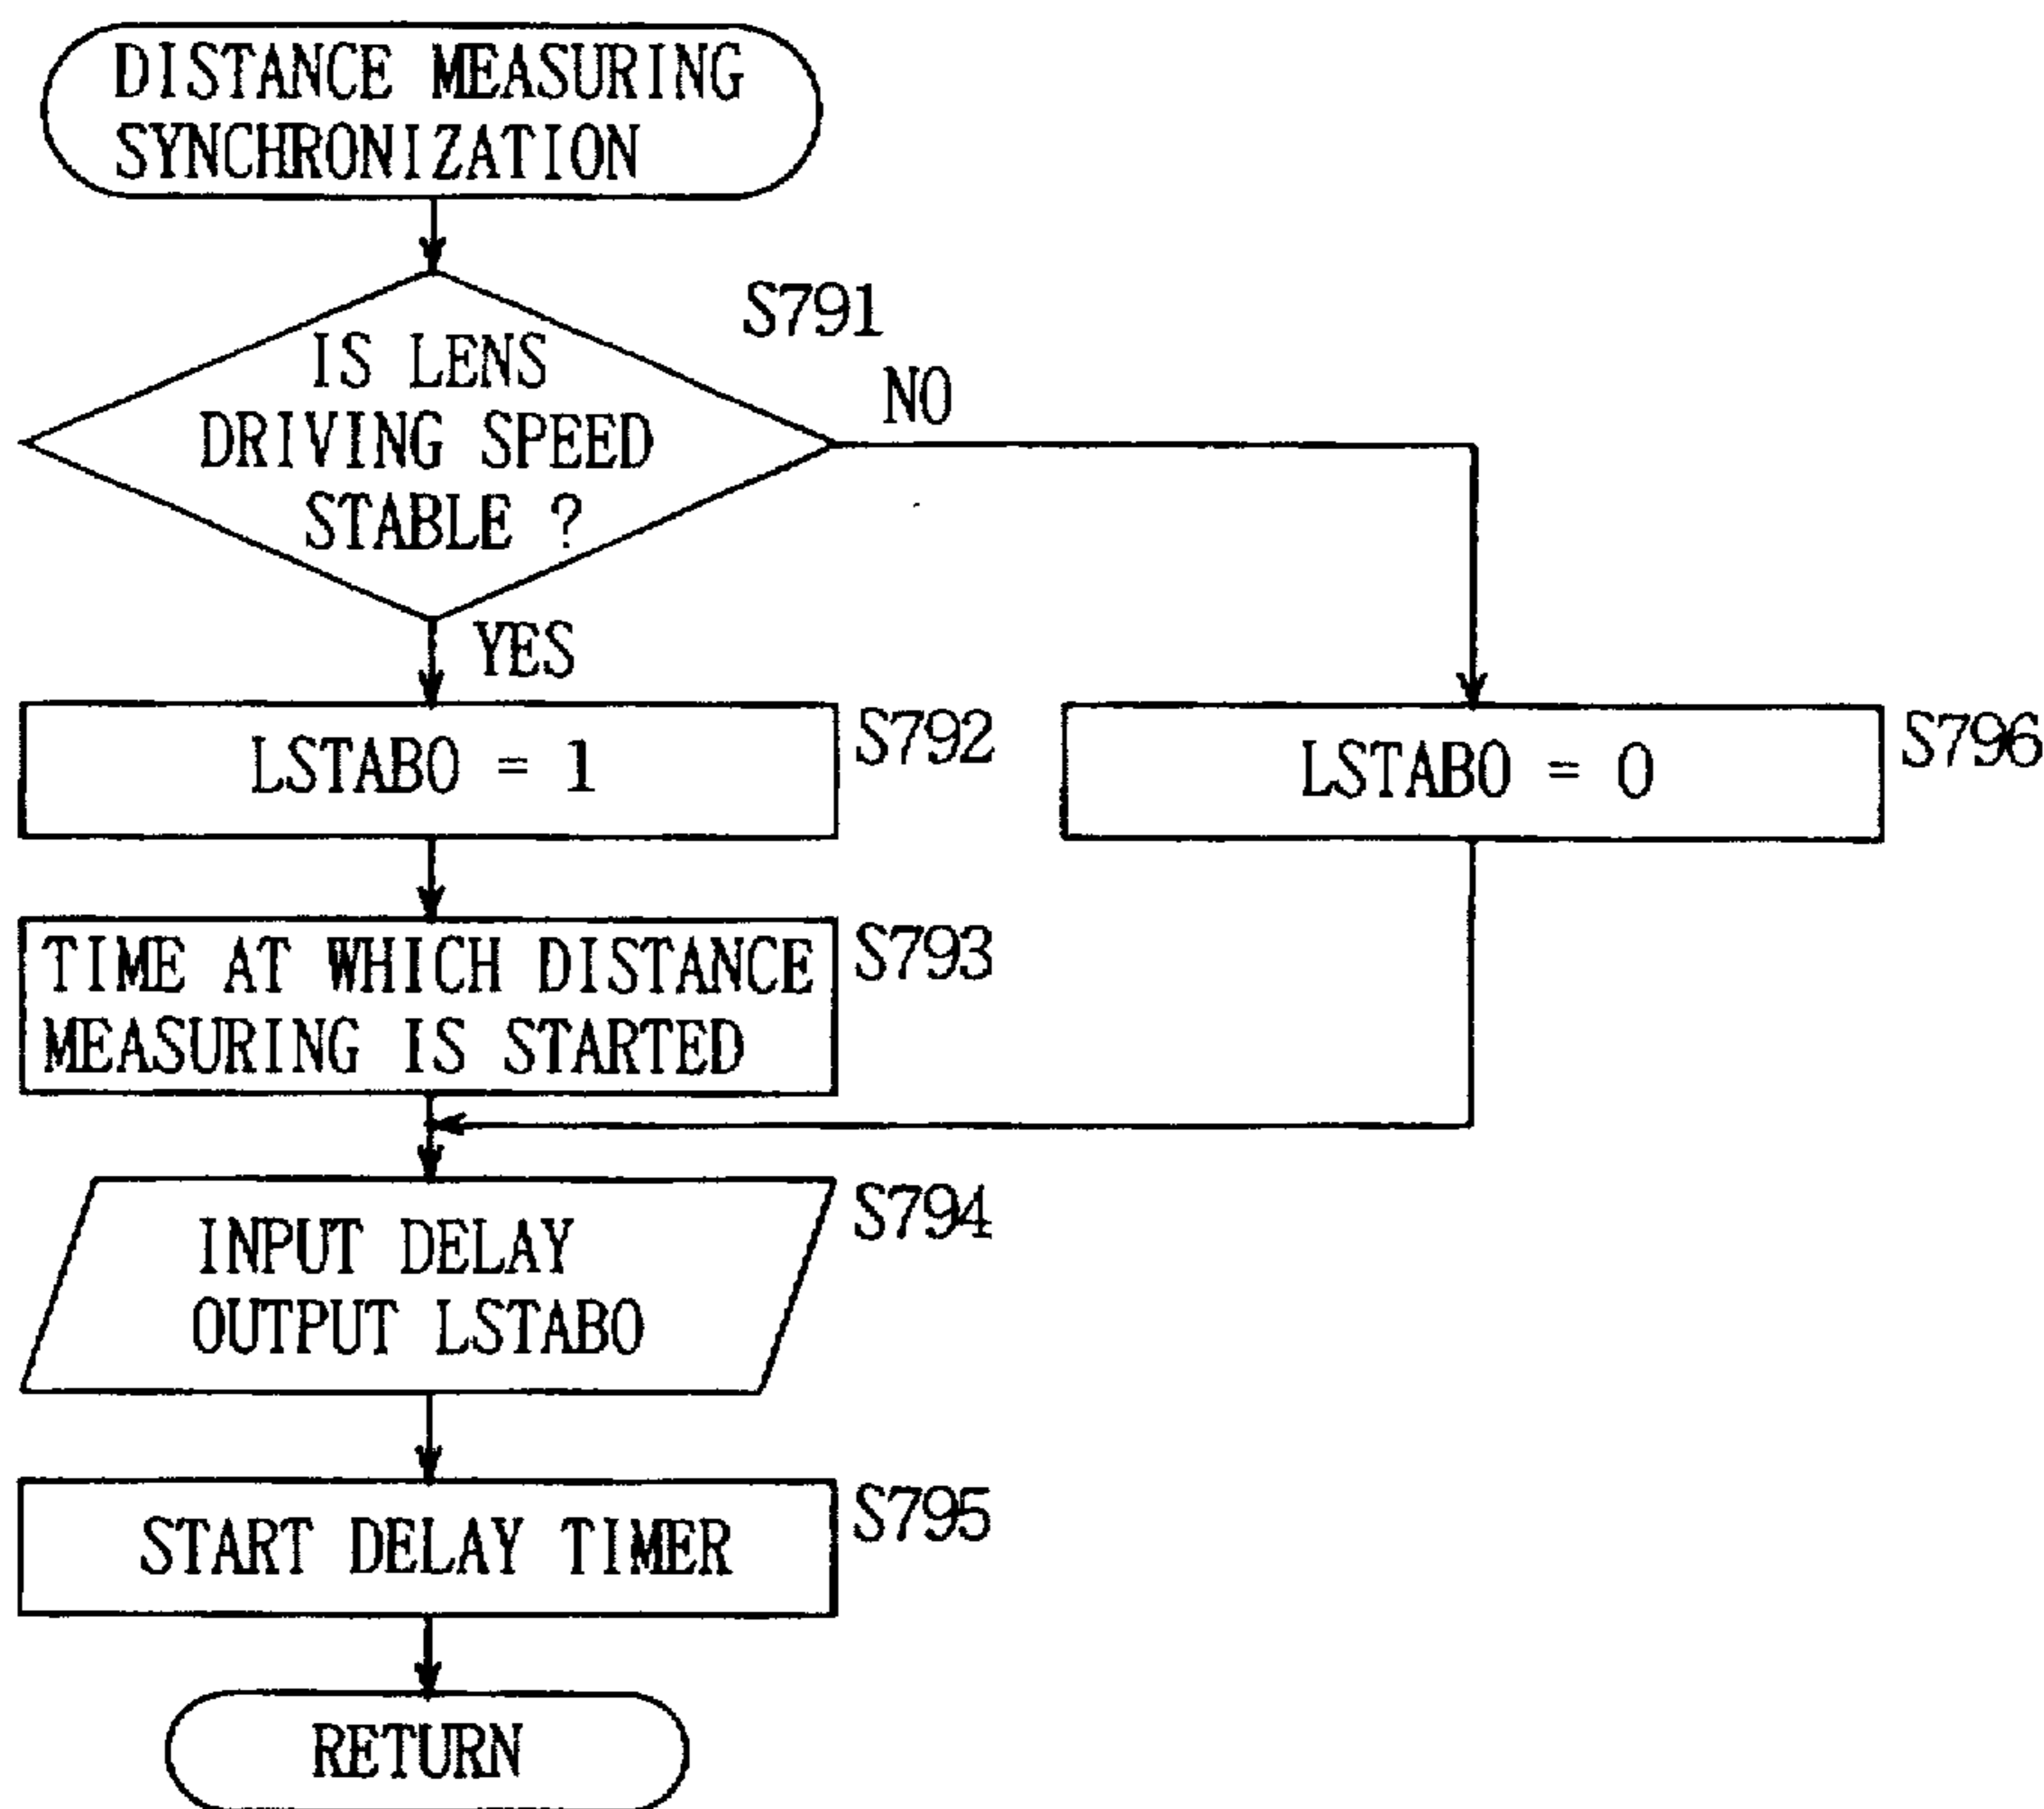 DISTANCE MEASURING
SYNCHRONIZATION
S791
IS LENS
DRIVING SPEED
STABLE ?
NO
YES
LSTABO = 1
S792
LSTABO = 0
S796
TIME AT WHICH DISTANCE
MEASURING IS STARTED
S793
INPUT DELAY
OUTPUT LSTABO
S794
START DELAY TIMER
S795
RETURN